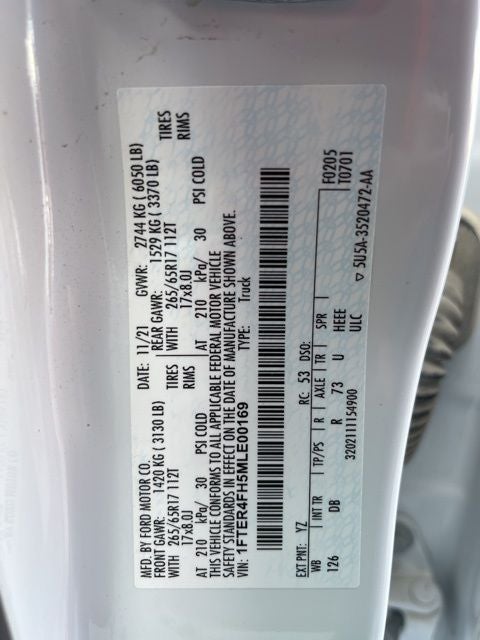 MFD. BY FORD MOTOR CO. DATE: 11/21 GVWR: 2744 KG ( 6050 LB)
FRONT GAWR: 1420 KG ( 3130 LB) REAR GAWR: 1529 KG ( 3370 LB)
WITH 265/65R17 112T TIRES WITH 265/65R17 112T TIRES
17x8.0J RIMS 17x8.0J RIMS
AT 210 kPa/ 30 PSI COLD AT 210 kPa/ 30 PSI COLD
THIS VEHICLE CONFORMS TO ALL APPLICABLE FEDERAL MOTOR VEHICLE
SAFETY STANDARDS IN EFFECT ON THE DATE OF MANUFACTURE SHOWN ABOVE.
VIN: 1FTER4FH5MLE00169 TYPE: Truck
EXT PNT: YZ RC: 53 DSO: F0205
WB INT TR TP/PS R AXLE TR SPR T0701
126 DB R 73 U HEEE
3202111154900 ULC
▽ 5U5A-3520472-AA